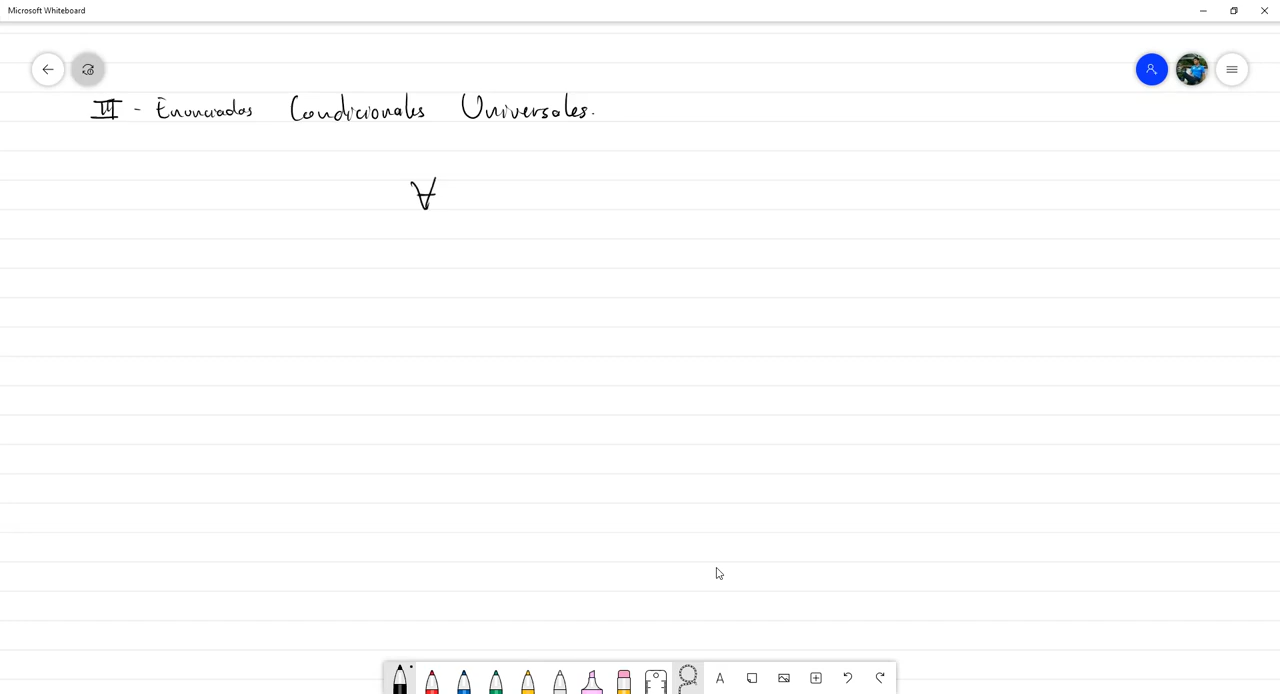 Microsoft Whiteboard
III - Enunciados Condicionales Universales.
∀
A